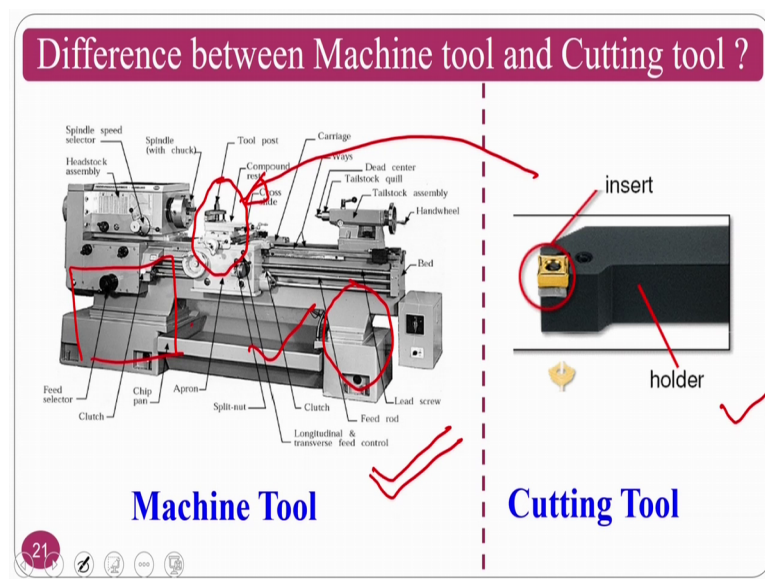 Difference between Machine tool and Cutting tool ?
Spindle speed
selector
Spindle
(with chuck)
Tool post
Carriage
Headstock
assembly
Compound
rest
Ways
Cross
slide
Dead center
Tailstock quill
Tailstock assembly
Handwheel
Bed
insert
holder
Feed
selector
Clutch
Chip
pan
Apron
Split-nut
Clutch
Lead screw
Feed rod
Longitudinal &
transverse feed control
Machine Tool
Cutting Tool
21